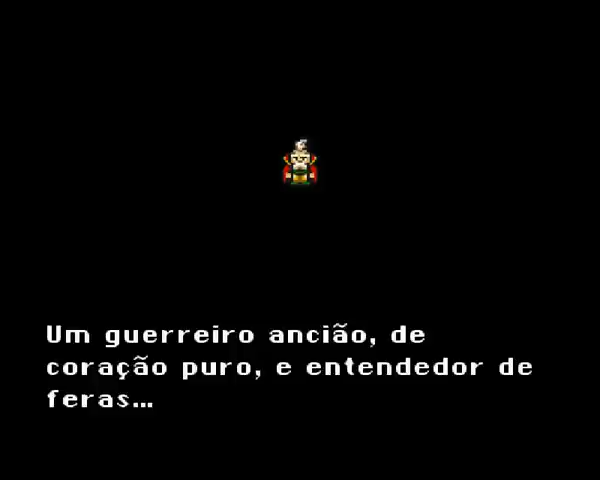 Um guerreiro ancião, de
coração puro, e entendedor de
feras...